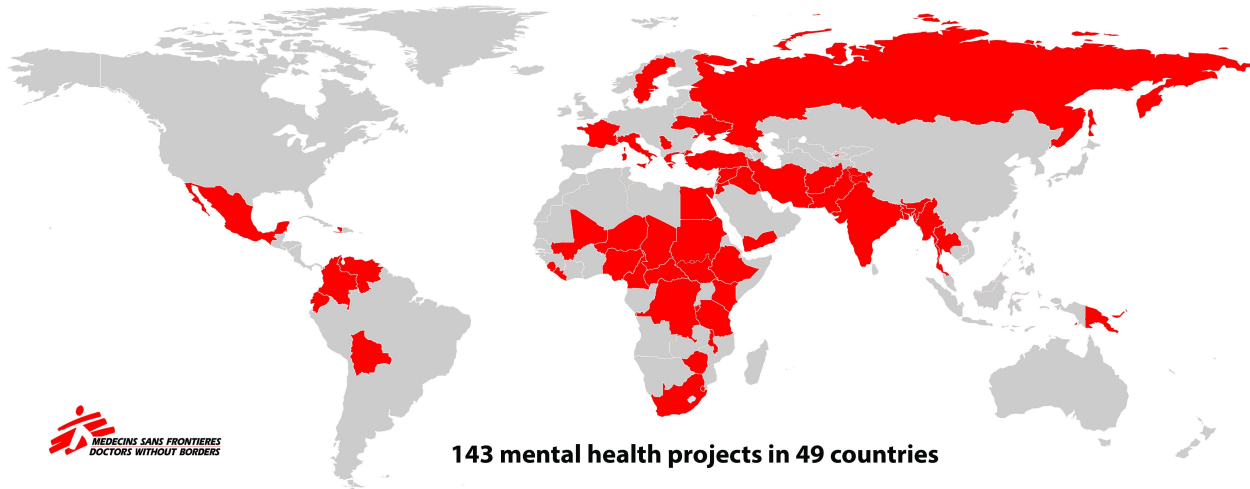 MEDECINS SANS FRONTIERES
DOCTORS WITHOUT BORDERS
143 mental health projects in 49 countries